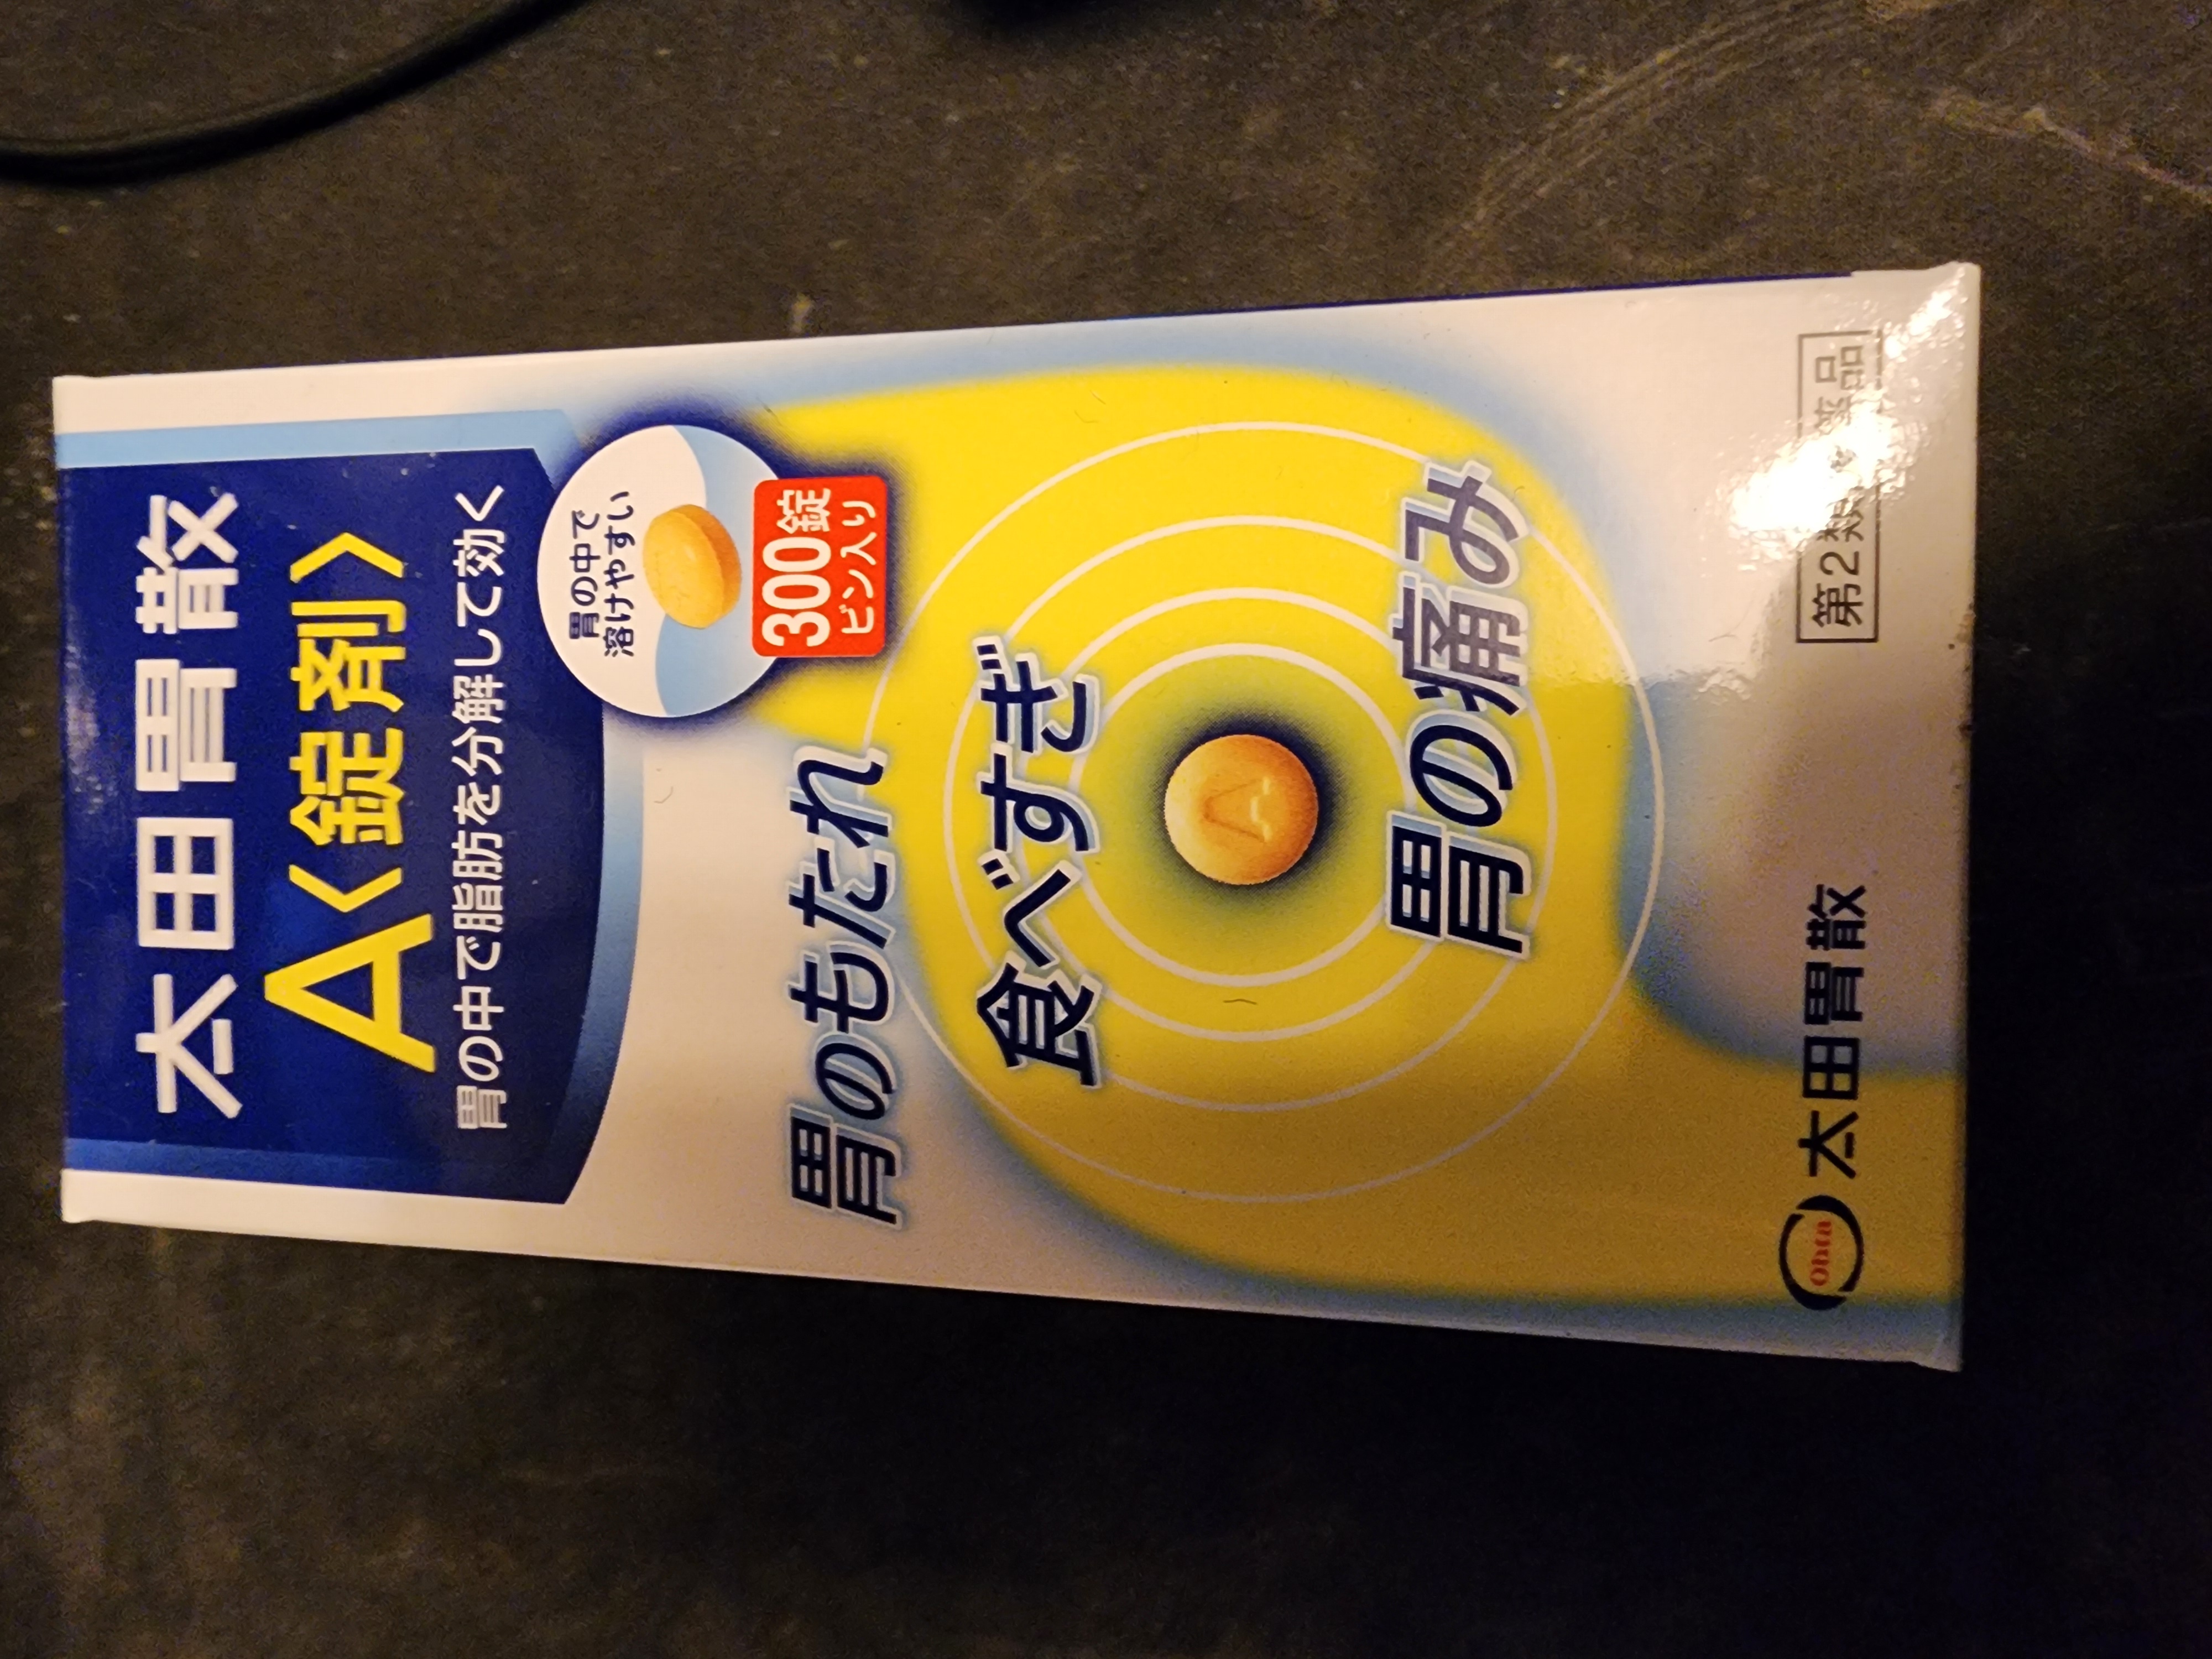 太田胃散
A〈錠剤〉
胃の中で脂肪を分解して効く
胃の中で
溶けやすい
300錠
ビン入り
胃のもたれ
食べすぎ
胃の痛み
A
第2類医薬品
Ohta 太田胃散